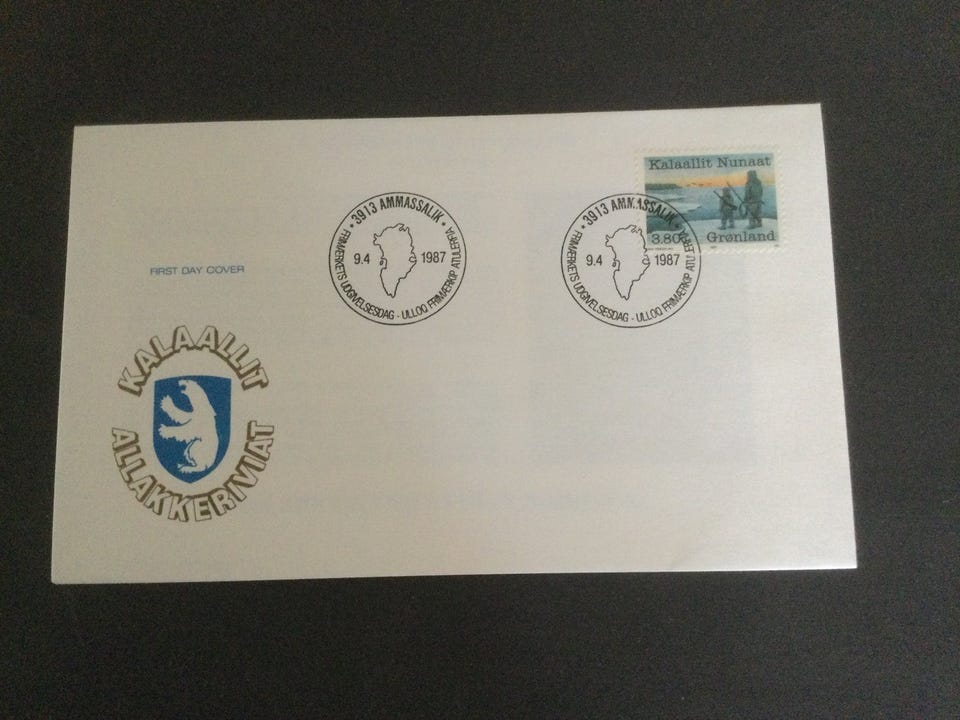 Kalaallit Nunaat
3.80 Grønland
3913 AMMASSALIK
9.4 1987
FRIMÆRKETS UDGIVELSESDAG - ULLOQ FRIMÆRKIP ATULERFIA
3913 AMMASSALIK
9.4 1987
FRIMÆRKETS UDGIVELSESDAG - ULLOQ FRIMÆRKIP ATULERFIA
FIRST DAY COVER
KALAALLIT
ALLAKKERIVIAT